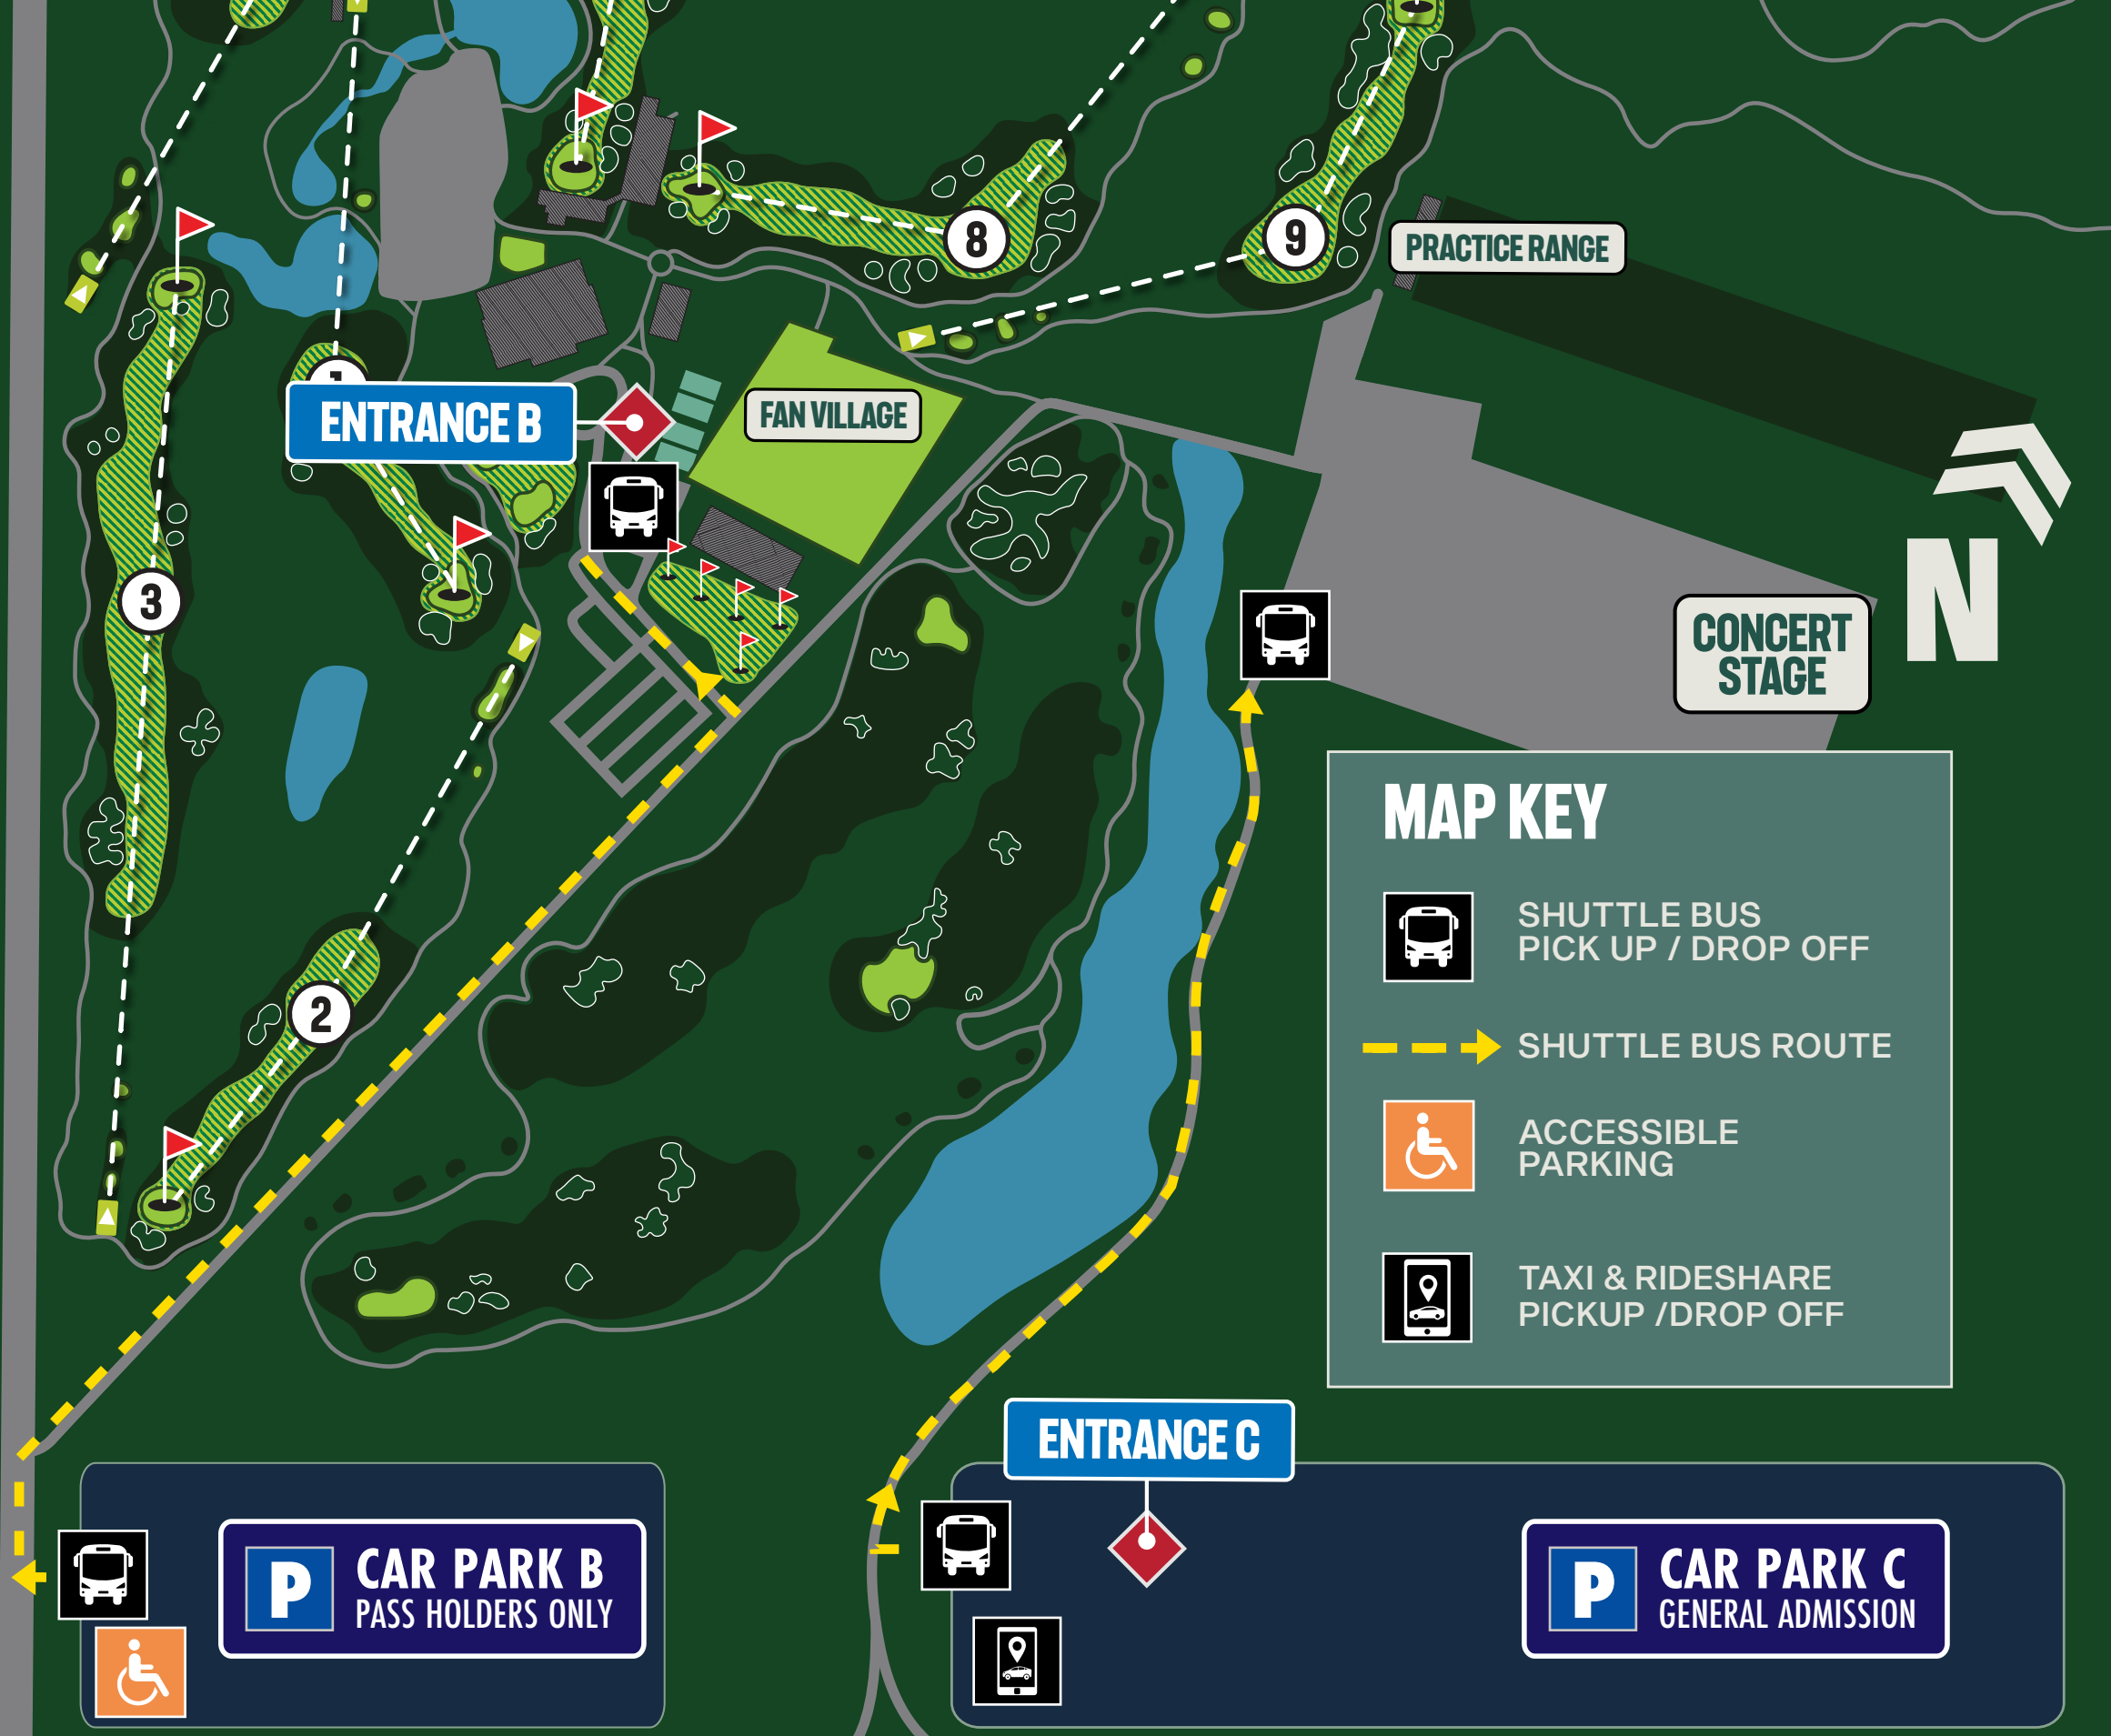 8
9
PRACTICE RANGE
1
ENTRANCE B
FAN VILLAGE
3
N
CONCERT
STAGE
MAP KEY
SHUTTLE BUS
PICK UP / DROP OFF
SHUTTLE BUS ROUTE
ACCESSIBLE
PARKING
TAXI & RIDESHARE
PICKUP /DROP OFF
2
ENTRANCE C
P
CAR PARK B
PASS HOLDERS ONLY
P
CAR PARK C
GENERAL ADMISSION